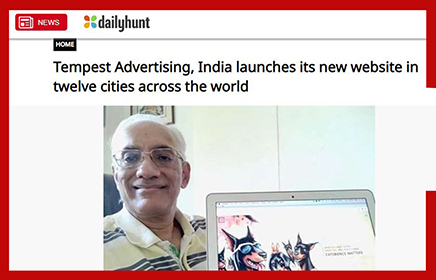 NEWS
dailyhunt
HOME
Tempest Advertising, India launches its new website in
twelve cities across the world
EXPERIENCE MATTERS